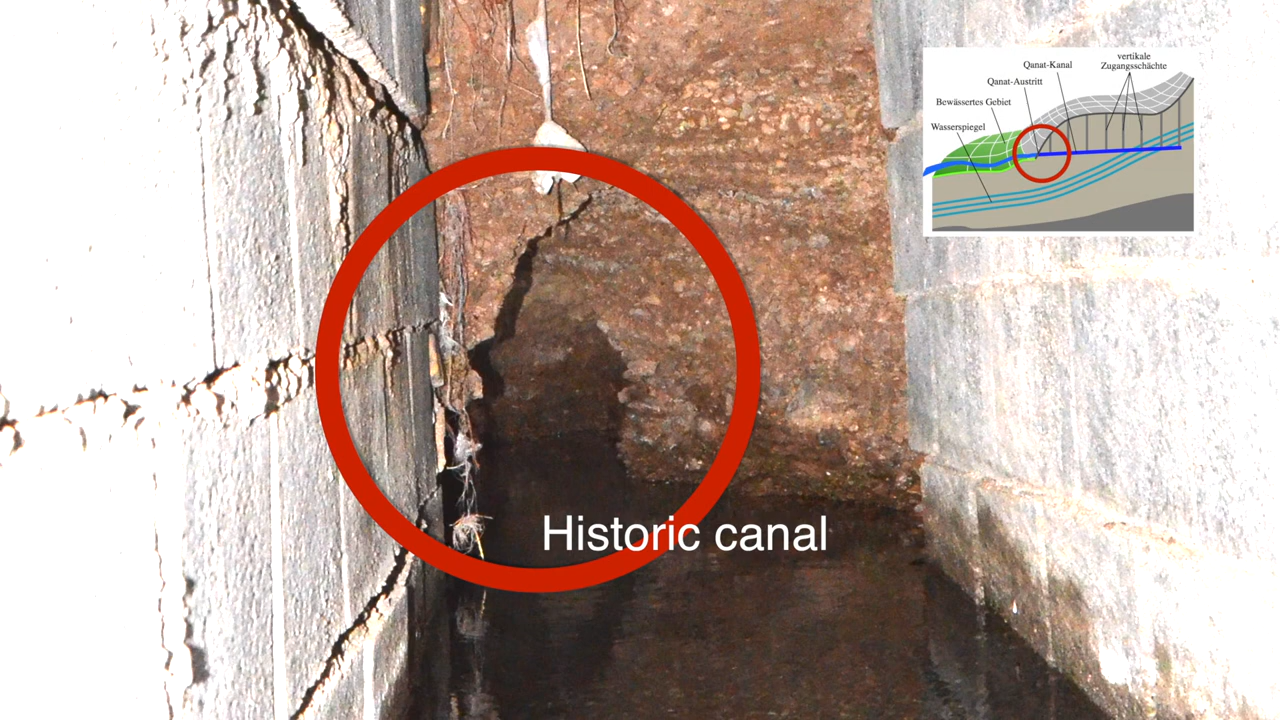 vertikale
Zugangsschächte
Qanat-Kanal
Qanat-Austritt
Bewässertes Gebiet
Wasserspiegel
Historic canal